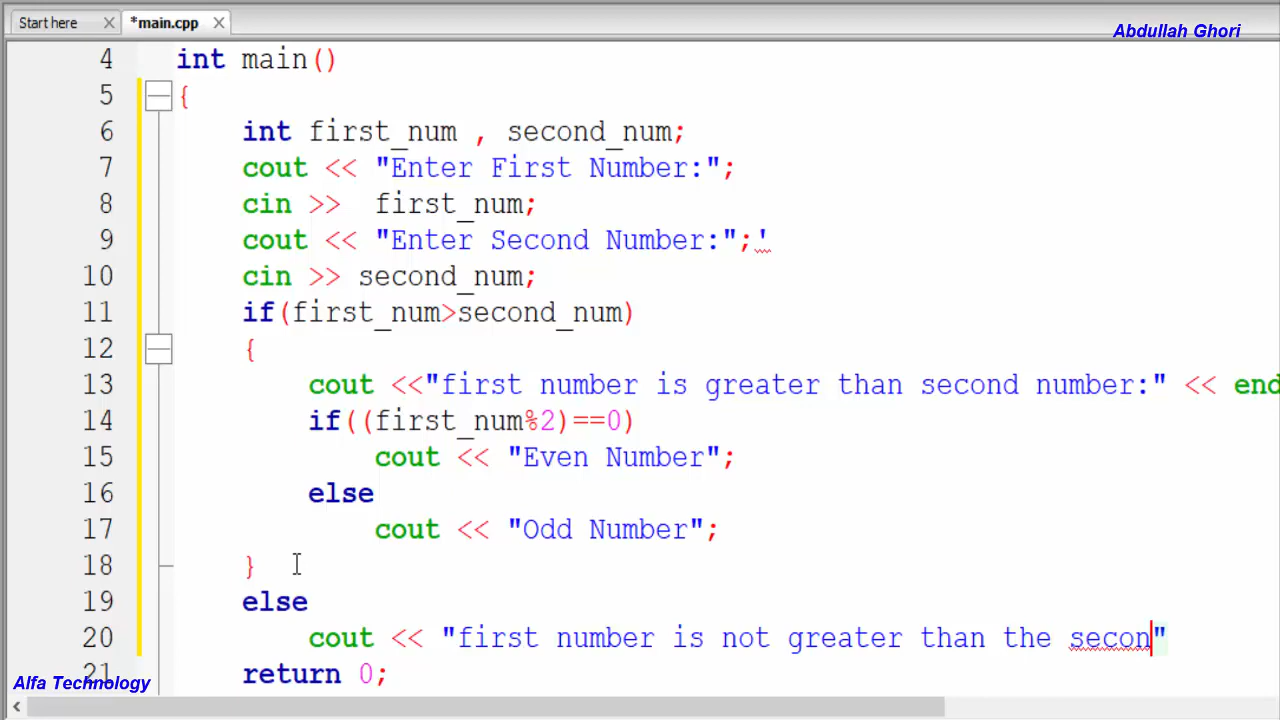 Start here
*main.cpp
Abdullah Ghori
4 int main()
5 {
6 int first_num , second_num;
7 cout << "Enter First Number:";
8 cin >>  first_num;
9 cout << "Enter Second Number:";'
10 cin >> second_num;
11 if(first_num>second_num)
12 {
13 cout <<"first number is greater than second number:" << end
14 if((first_num%2)==0)
15 cout << "Even Number";
16 else
17 cout << "Odd Number";
18 }
19 else
20 cout << "first number is not greater than the secon"
21 return 0;
Alfa Technology